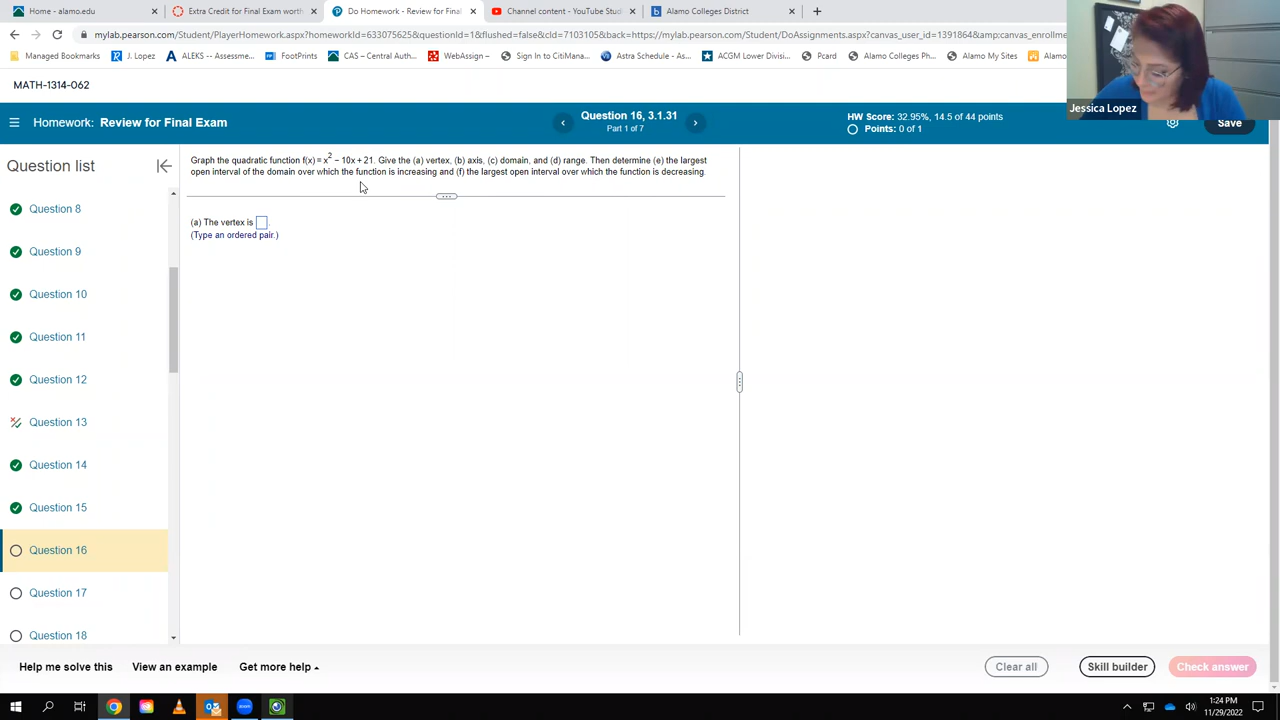 Home - alamo.edu
Extra Credit for Final Exam wort
Do Homework - Review for Final
Channel content - YouTube Stud
Alamo Colleges District
mylab.pearson.com/Student/PlayerHomework.aspx?homeworkId=633075625&questionId=1&flushed=false&cId=7103105&back=https://mylab.pearson.com/Student/DoAssignments.aspx?canvas_user_id=1391864&amp;canvas_enrollme
Managed Bookmarks
J. Lopez
ALEKS -- Assessme...
FootPrints
CAS – Central Auth...
WebAssign –
Sign In to CitiMana...
Astra Schedule - As...
ACGM Lower Divisi...
Pcard
Alamo Colleges Ph...
Alamo My Sites
Alamo
Jessica Lopez
MATH-1314-062
Homework: Review for Final Exam
Question 16, 3.1.31
Part 1 of 7
HW Score: 32.95%, 14.5 of 44 points
Points: 0 of 1
Save
Question list
Question 8
Question 9
Question 10
Question 11
Question 12
Question 13
Question 14
Question 15
Question 16
Question 17
Question 18
Graph the quadratic function f(x) = x² − 10x + 21. Give the (a) vertex, (b) axis, (c) domain, and (d) range. Then determine (e) the largest
open interval of the domain over which the function is increasing and (f) the largest open interval over which the function is decreasing.
(a) The vertex is .
(Type an ordered pair.)
Help me solve this
View an example
Get more help
Clear all
Skill builder
Check answer
1:24 PM
11/29/2022